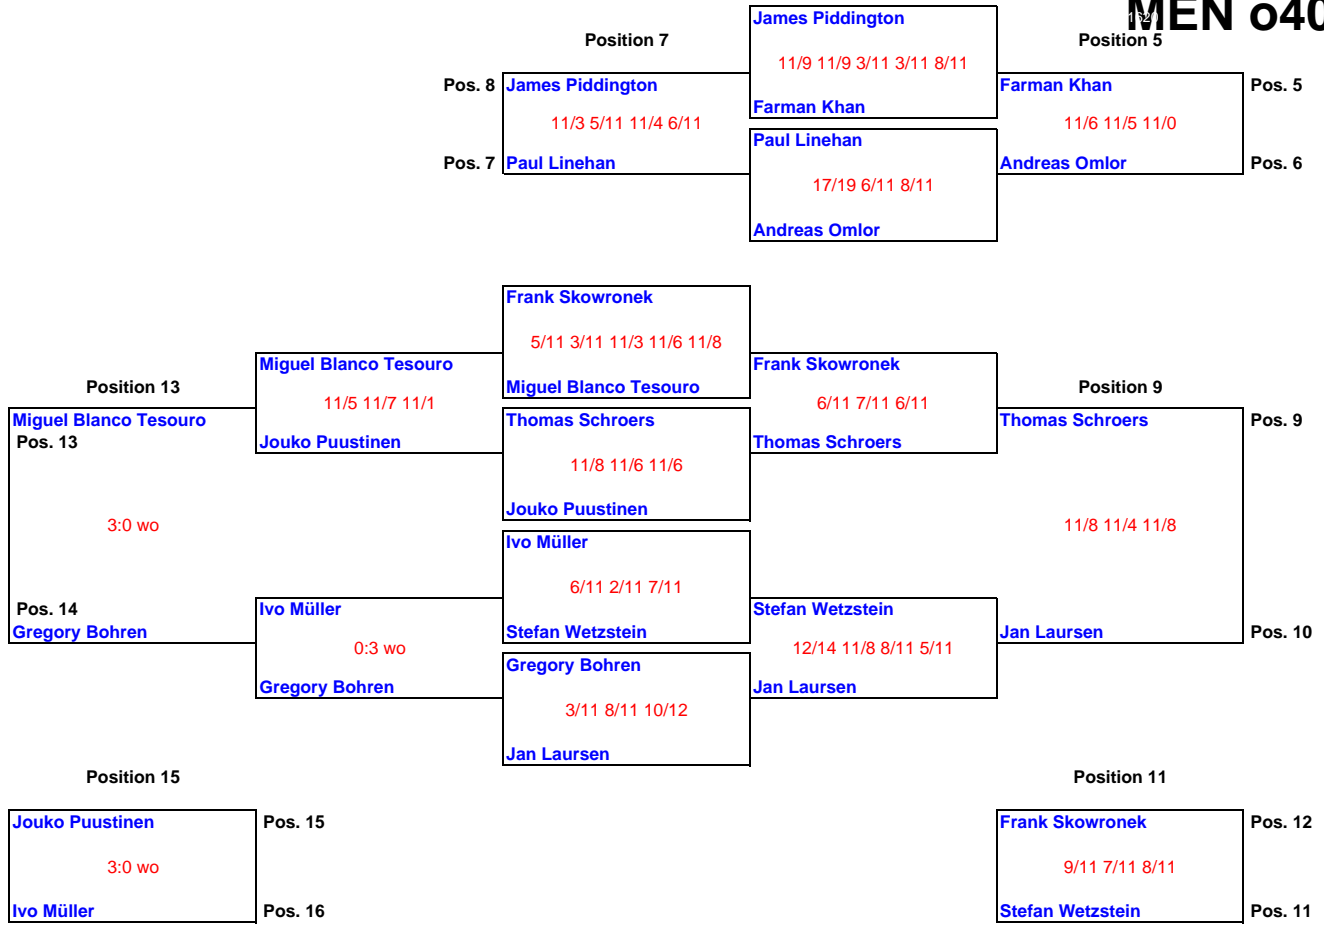 MEN o40
1620
James Piddington
Position 7
Position 5
11/9 11/9 3/11 3/11 8/11
Pos. 8 James Piddington
Farman Khan
Pos. 5
Farman Khan
11/3 5/11 11/4 6/11
11/6 11/5 11/0
Paul Linehan
Pos. 7 Paul Linehan
Andreas Omlor
Pos. 6
17/19 6/11 8/11
Andreas Omlor
Frank Skowronek
5/11 3/11 11/3 11/6 11/8
Miguel Blanco Tesouro
Frank Skowronek
Position 13
Miguel Blanco Tesouro
Position 9
11/5 11/7 11/1
6/11 7/11 6/11
Miguel Blanco Tesouro
Thomas Schroers
Thomas Schroers
Pos. 9
Pos. 13
Jouko Puustinen
Thomas Schroers
11/8 11/6 11/6
Jouko Puustinen
3:0 wo
11/8 11/4 11/8
Ivo Müller
6/11 2/11 7/11
Pos. 14
Ivo Müller
Stefan Wetzstein
Gregory Bohren
Stefan Wetzstein
Jan Laursen
Pos. 10
0:3 wo
12/14 11/8 8/11 5/11
Gregory Bohren
Gregory Bohren
Jan Laursen
3/11 8/11 10/12
Jan Laursen
Position 15
Position 11
Jouko Puustinen
Pos. 15
Frank Skowronek
Pos. 12
3:0 wo
9/11 7/11 8/11
Ivo Müller
Pos. 16
Stefan Wetzstein
Pos. 11